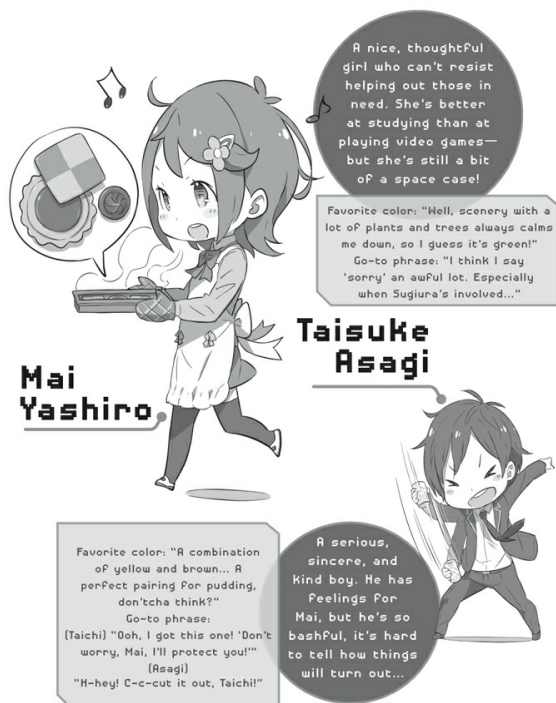 A nice, thoughtful
girl who can't resist
helping out those in
need. She's better
at studying than at
playing video games—
but she's still a bit
of a space case!
Favorite color: "Well, scenery with a
lot of plants and trees always calms
me down, so I guess it's green!"
Go-to phrase: "I think I say
'sorry' an awful lot. Especially
when Sugiura's involved..."
Mai
Yashiro
Taisuke
Asagi
Favorite color: "A combination
of yellow and brown... A
perfect pairing for pudding,
don'tcha think?"
Go-to phrase:
(Taichi) "Ooh, I got this one! 'Don't
worry, Mai, I'll protect you!'"
(Asagi)
"H-hey! C-c-cut it out, Taichi!"
A serious,
sincere, and
kind boy. He has
feelings for
Mai, but he's so
bashful, it's hard
to tell how things
will turn out...